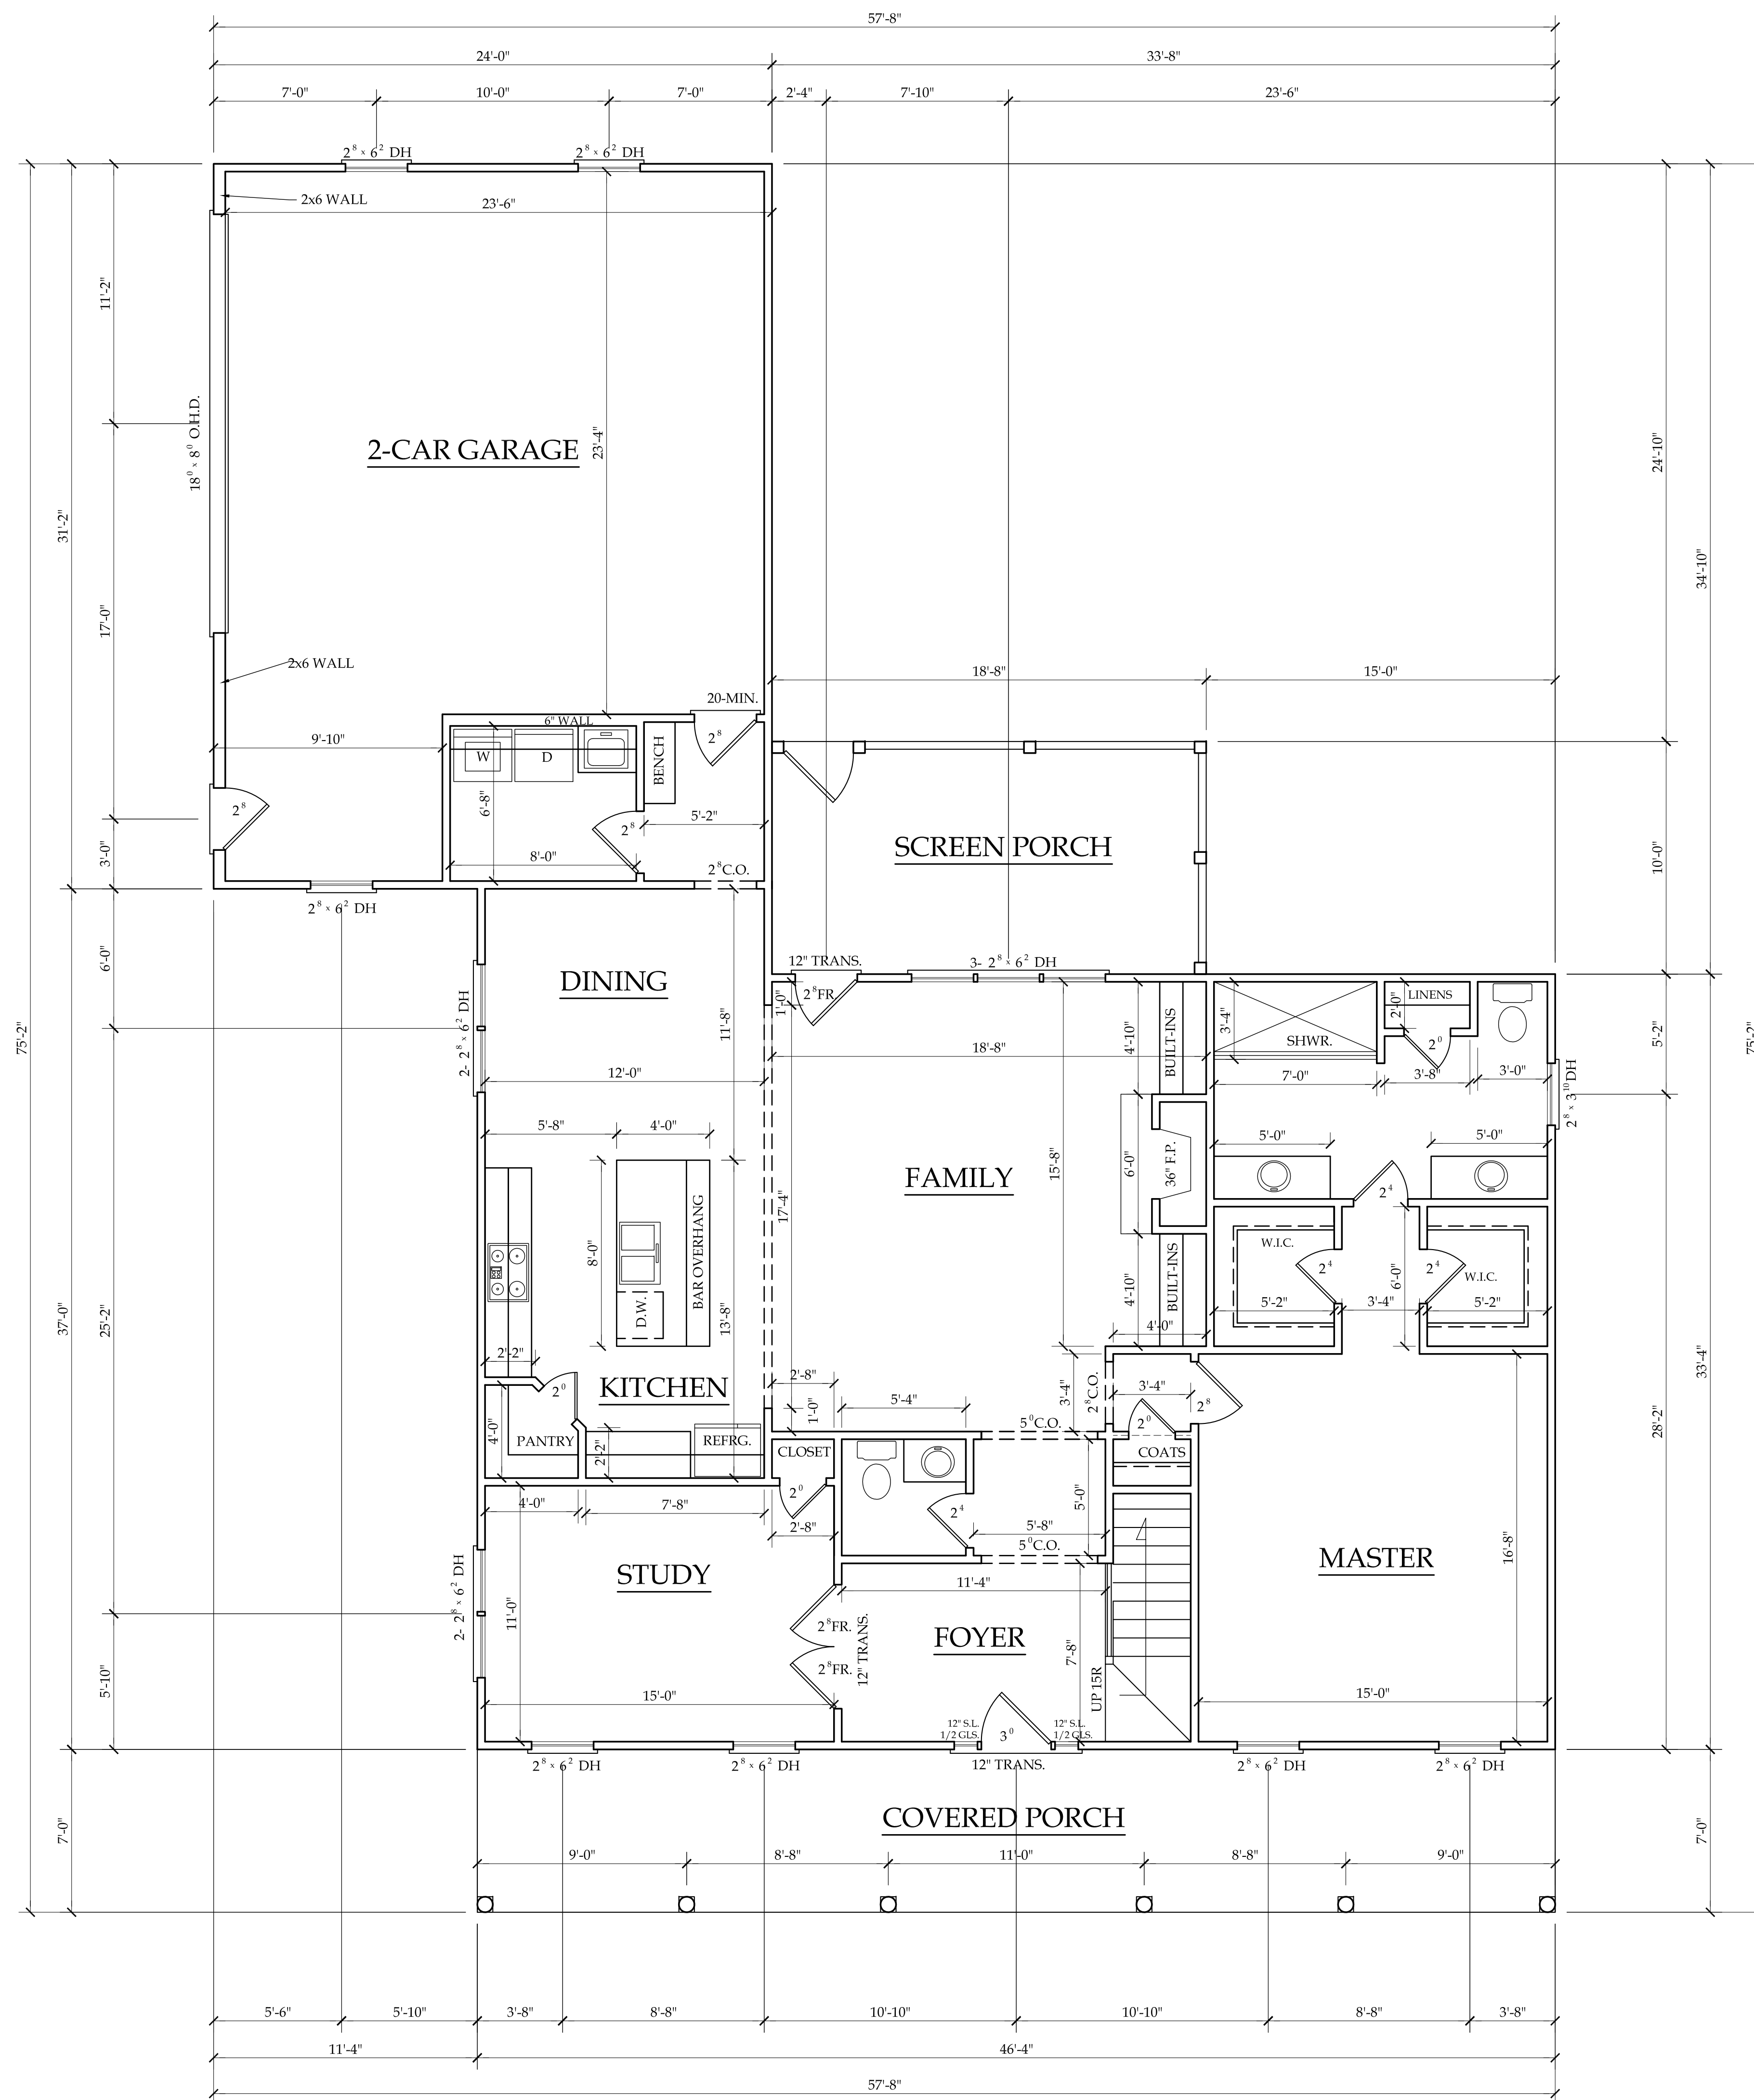 57'-8"
24'-0" 33'-8"
7'-0" 10'-0" 7'-0" 2'-4" 7'-10" 23'-6"
2⁸ x 6² DH 2⁸ x 6² DH
2x6 WALL
23'-6"
11'-2"
18⁰ x 8⁰ O.H.D.
2-CAR GARAGE
23'-4"
24'-10"
31'-2"
34'-10"
17'-0"
2x6 WALL
18'-8" 15'-0"
20-MIN.
6" WALL
9'-10"
W D
BENCH
2⁸
2⁸
6'-8"
5'-2"
2⁸
3'-0"
8'-0"
2⁸C.O.
SCREEN PORCH
10'-0"
2⁸ x 6² DH
6'-0"
DINING
12" TRANS.
3- 2⁸ x 6² DH
2⁸FR.
1'-0"
2- 2⁸ x 6² DH
11'-8"
4'-10"
BUILT-INS
3'-4"
SHWR.
2'-0"
LINENS
2⁰
5'-2"
75'-2"
75'-2"
18'-8"
12'-0"
7'-0" 3'-8" 3'-0"
2⁸ x 3¹⁰ DH
5'-8" 4'-0"
5'-0" 5'-0"
FAMILY
15'-8"
6'-0"
36" F.P.
2⁴
17'-4"
8'-0"
BAR OVERHANG
D.W.
13'-8"
W.I.C.
W.I.C.
2⁴ 2⁴
6'-0"
4'-10"
BUILT-INS
5'-2" 3'-4" 5'-2"
4'-0"
37'-0"
25'-2"
33'-4"
28'-2"
2'-2"
KITCHEN
2⁰
2'-8"
5'-4"
1'-0"
3'-4"
2⁸C.O.
3'-4"
2⁸
2⁰
4'-0"
PANTRY
2'-2"
REFRG.
CLOSET
5⁰C.O.
COATS
2⁰
4'-0" 7'-8"
2'-8"
2⁴
5'-0"
5'-8"
5⁰C.O.
2- 2⁸ x 6² DH
STUDY
11'-0"
11'-4"
2⁸FR.
2⁸FR.
12" TRANS.
FOYER
7'-8"
UP 15R
MASTER
16'-8"
15'-0"
15'-0"
5'-10"
12" S.L.
1/2 GLS.
3⁰
12" S.L.
1/2 GLS.
2⁸ x 6² DH 2⁸ x 6² DH 12" TRANS. 2⁸ x 6² DH 2⁸ x 6² DH
COVERED PORCH
7'-0"
7'-0"
9'-0" 8'-8" 11'-0" 8'-8" 9'-0"
5'-6" 5'-10" 3'-8" 8'-8" 10'-10" 10'-10" 8'-8" 3'-8"
11'-4" 46'-4"
57'-8"